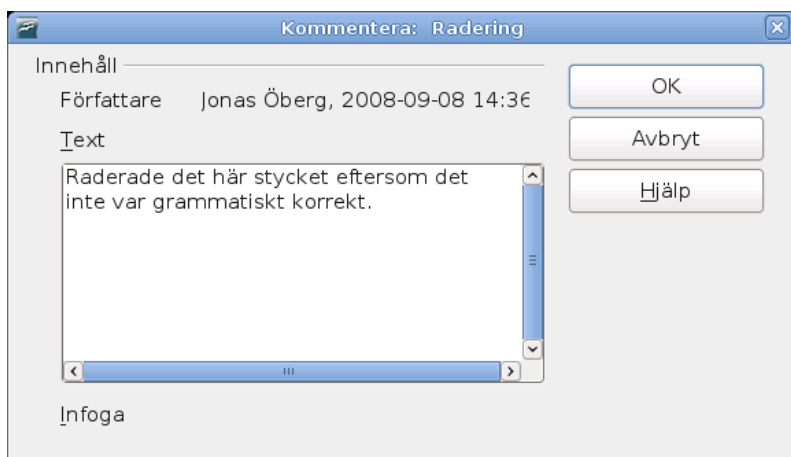 Kommentera: Radering
Innehåll
Författare Jonas Öberg, 2008-09-08 14:36
Text
Raderade det här stycket eftersom det
inte var grammatiskt korrekt.
Infoga
OK
Avbryt
Hjälp